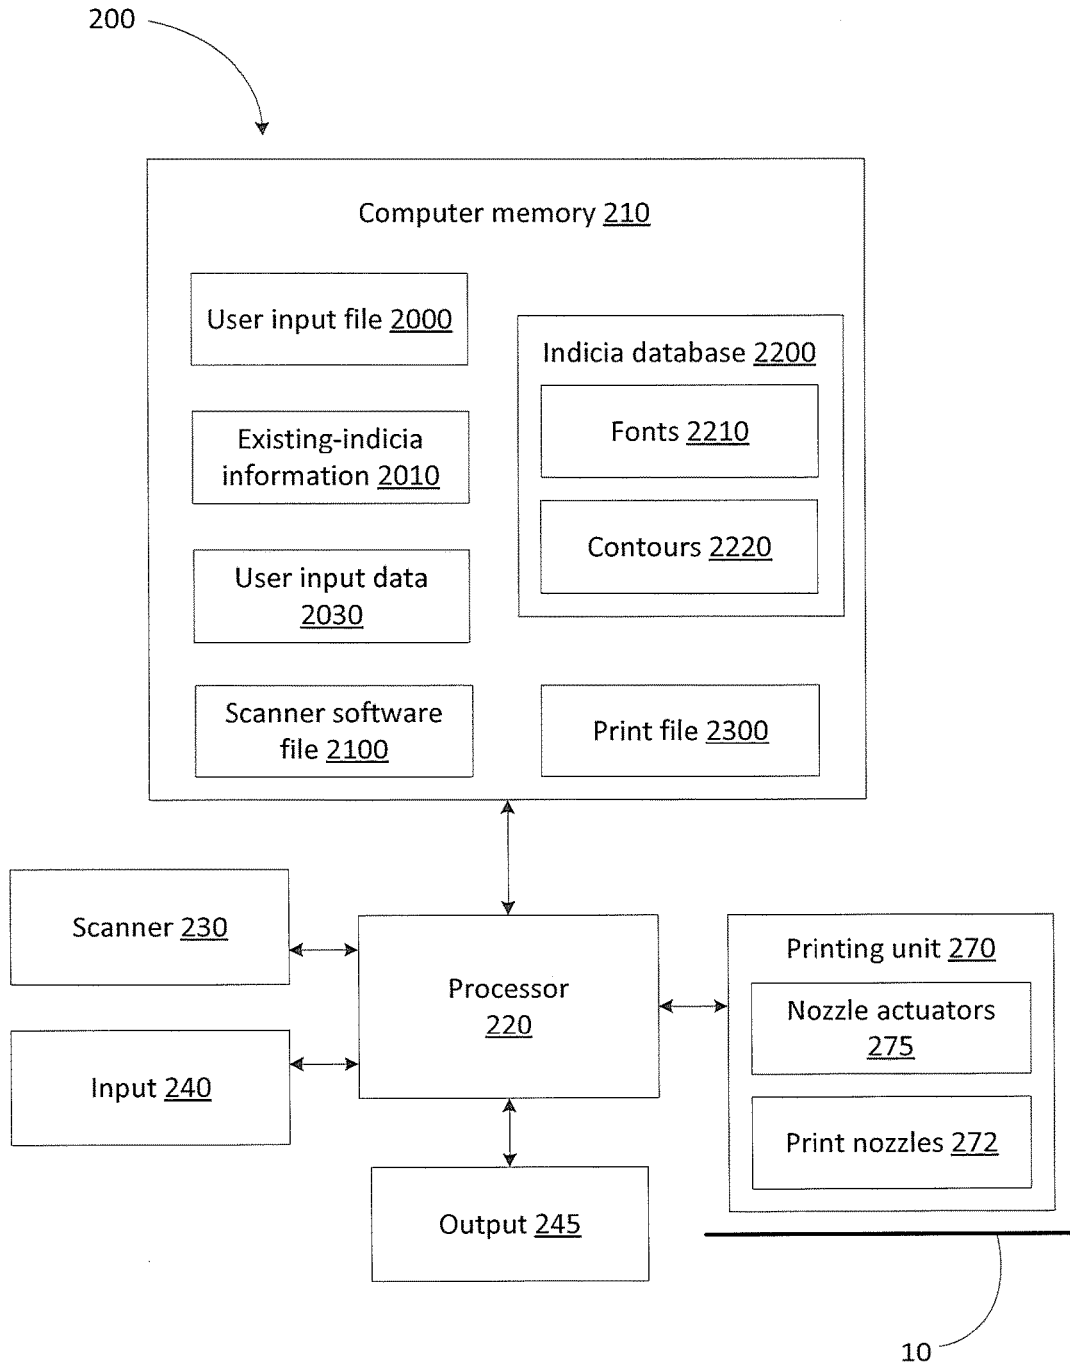 200
Computer memory 210
User input file 2000
Indicia database 2200
Fonts 2210
Existing-indicia
information 2010
Contours 2220
User input data
2030
Scanner software
file 2100
Print file 2300
Scanner 230
Processor
220
Printing unit 270
Nozzle actuators
275
Input 240
Print nozzles 272
Output 245
10